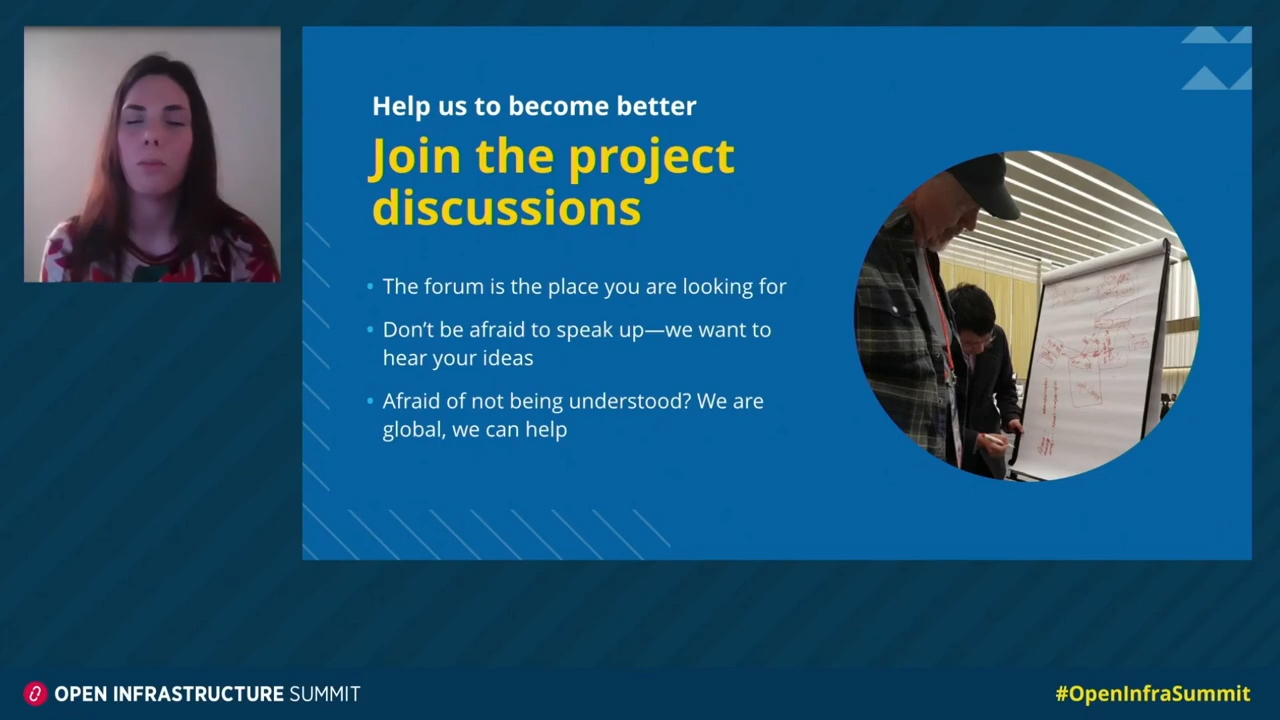 Help us to become better
Join the project
discussions
• The forum is the place you are looking for
• Don’t be afraid to speak up—we want to
hear your ideas
• Afraid of not being understood? We are
global, we can help
OPEN INFRASTRUCTURE SUMMIT
#OpenInfraSummit